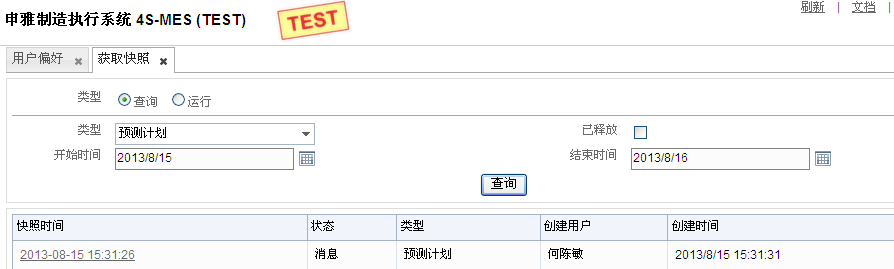 申雅制造执行系统 4S-MES (TEST) TEST 刷新 | 文档
用户偏好 获取快照
类型 查询 运行
类型 预测计划 已释放
开始时间 2013/8/15 结束时间 2013/8/16
查询
快照时间 状态 类型 创建用户 创建时间
2013-08-15 15:31:26 消息 预测计划 何陈敏 2013/8/15 15:31:31